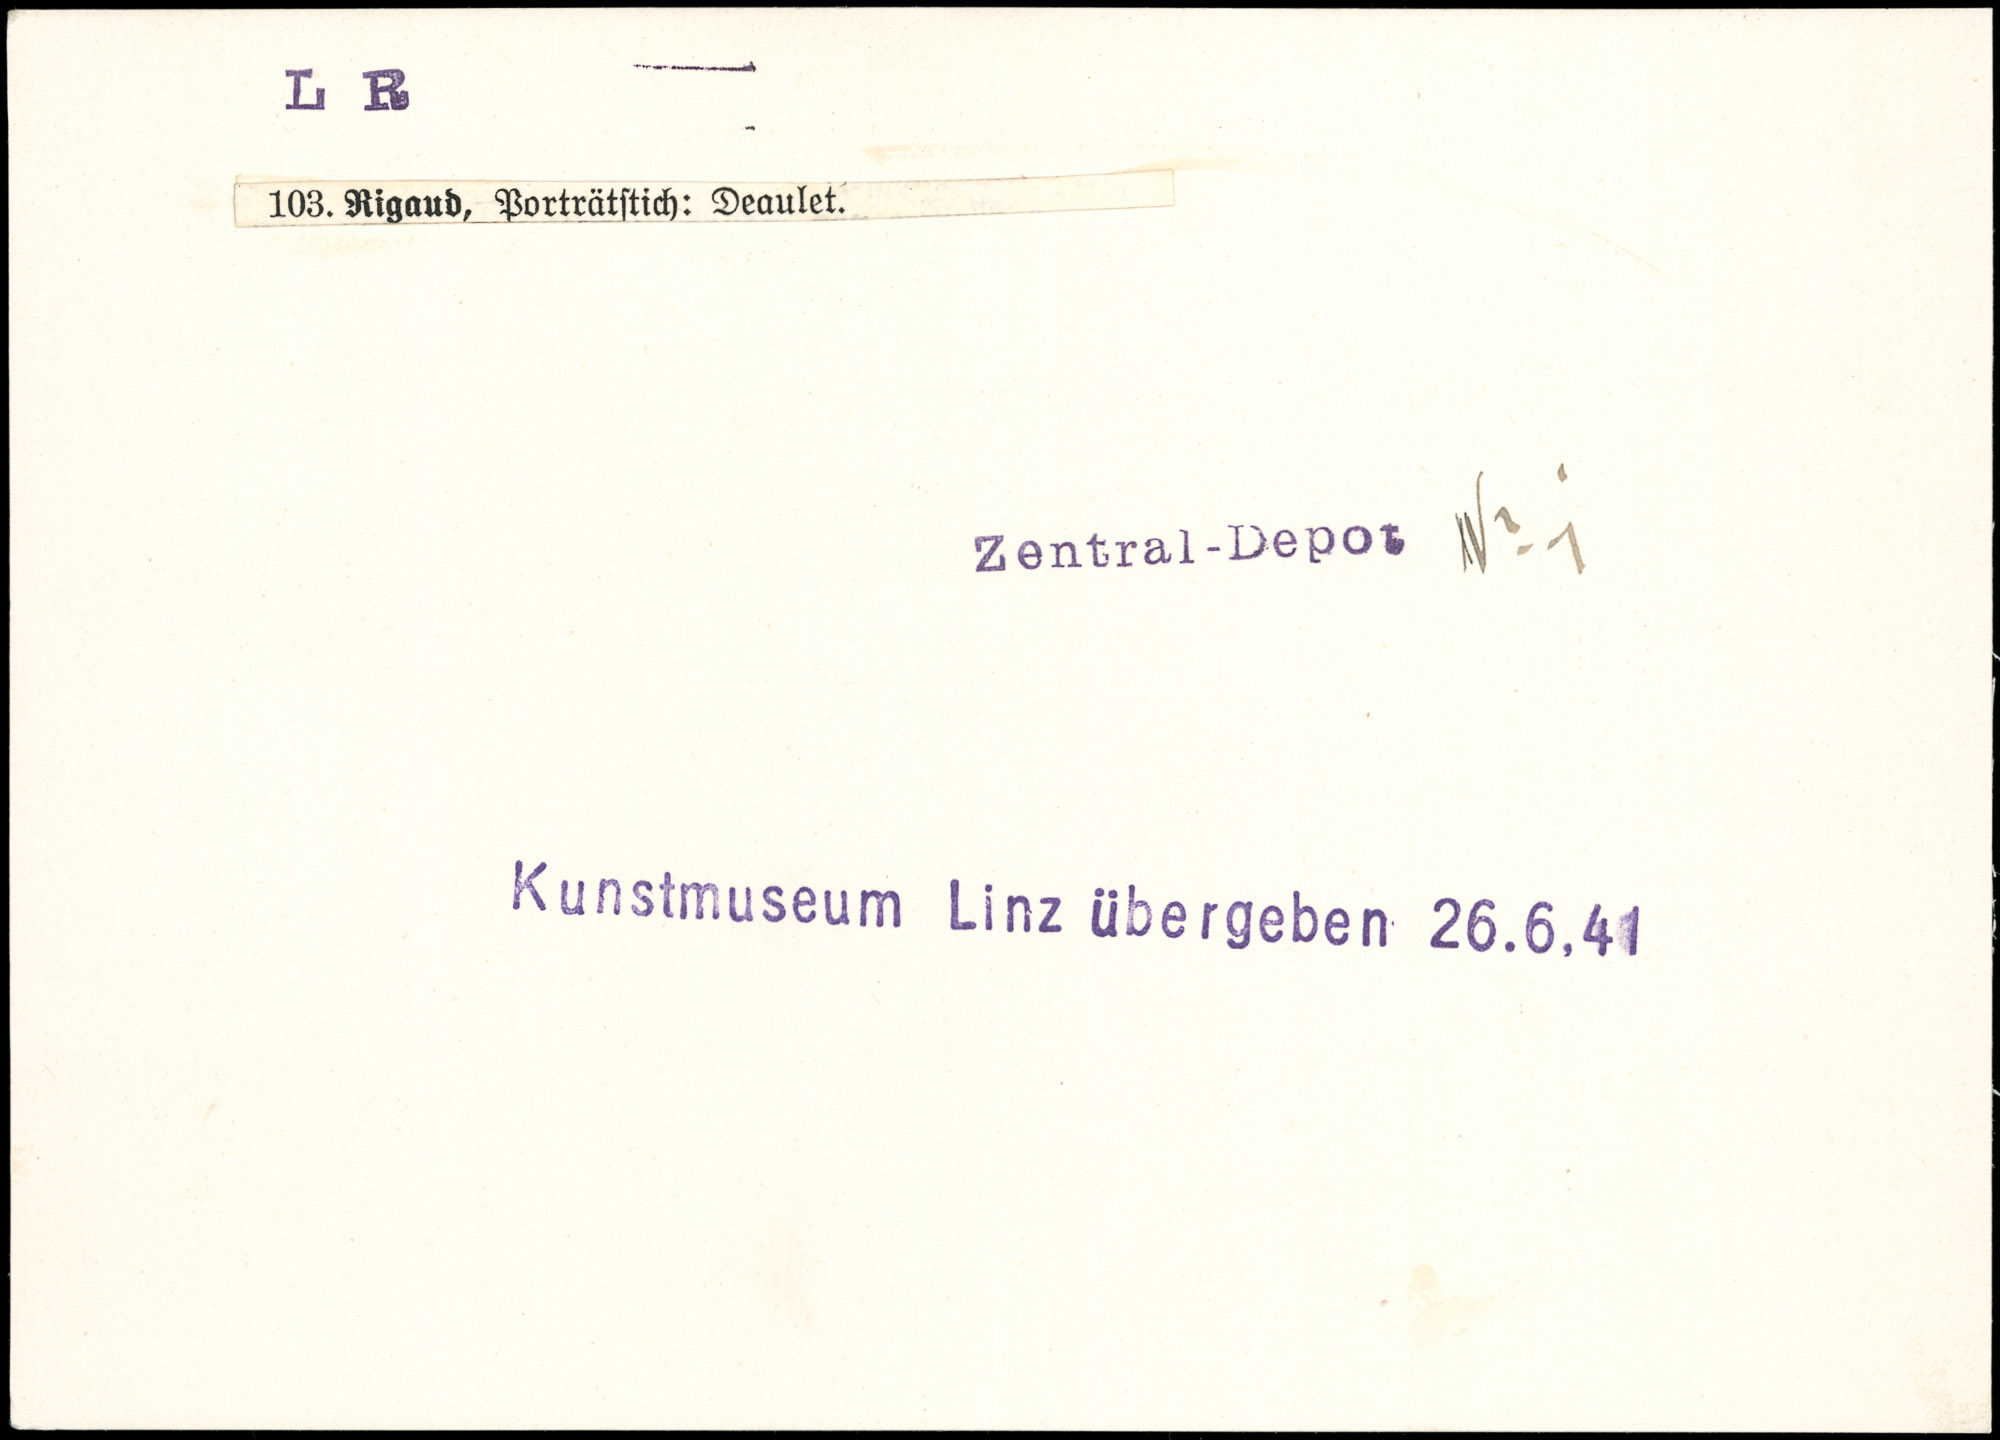 L R
103. Rigaud, Porträtſtich: Deaulet.
Zentral-Depot Nr. 1
Kunstmuseum Linz übergeben 26.6.41